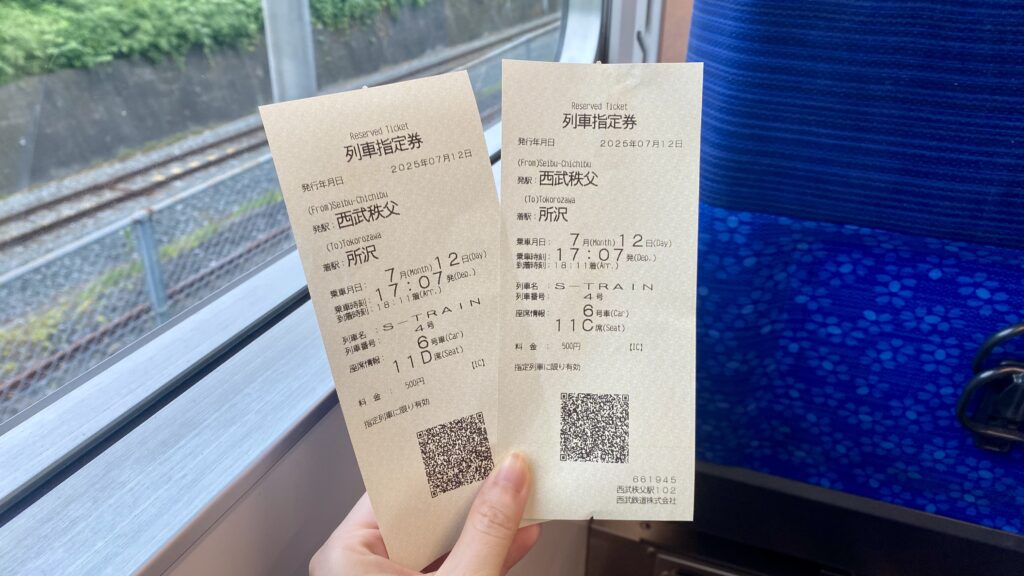 Reserved Ticket
列車指定券
発行年月日 2025年07月12日
(From)Seibu-Chichibu
発駅：西武秩父
(To)Tokorozawa
着駅：所沢
乗車月日： 7月(Month)12日(Day)
乗車時刻：17:07発(Dep.)
到着時刻：18:11着(Arr.)
列車名：S-TRAIN
列車番号： 4号
座席情報： 6号車(Car)
11D席(Seat)
料金： 500円 【IC】
指定列車に限り有効
Reserved Ticket
列車指定券
発行年月日 2025年07月12日
(From)Seibu-Chichibu
発駅：西武秩父
(To)Tokorozawa
着駅：所沢
乗車月日： 7月(Month)12日(Day)
乗車時刻：17:07発(Dep.)
到着時刻：18:11着(Arr.)
列車名：S-TRAIN
列車番号： 4号
座席情報： 6号車(Car)
11C席(Seat)
料金： 500円 【IC】
指定列車に限り有効
661945
西武秩父駅102
西武鉄道株式会社